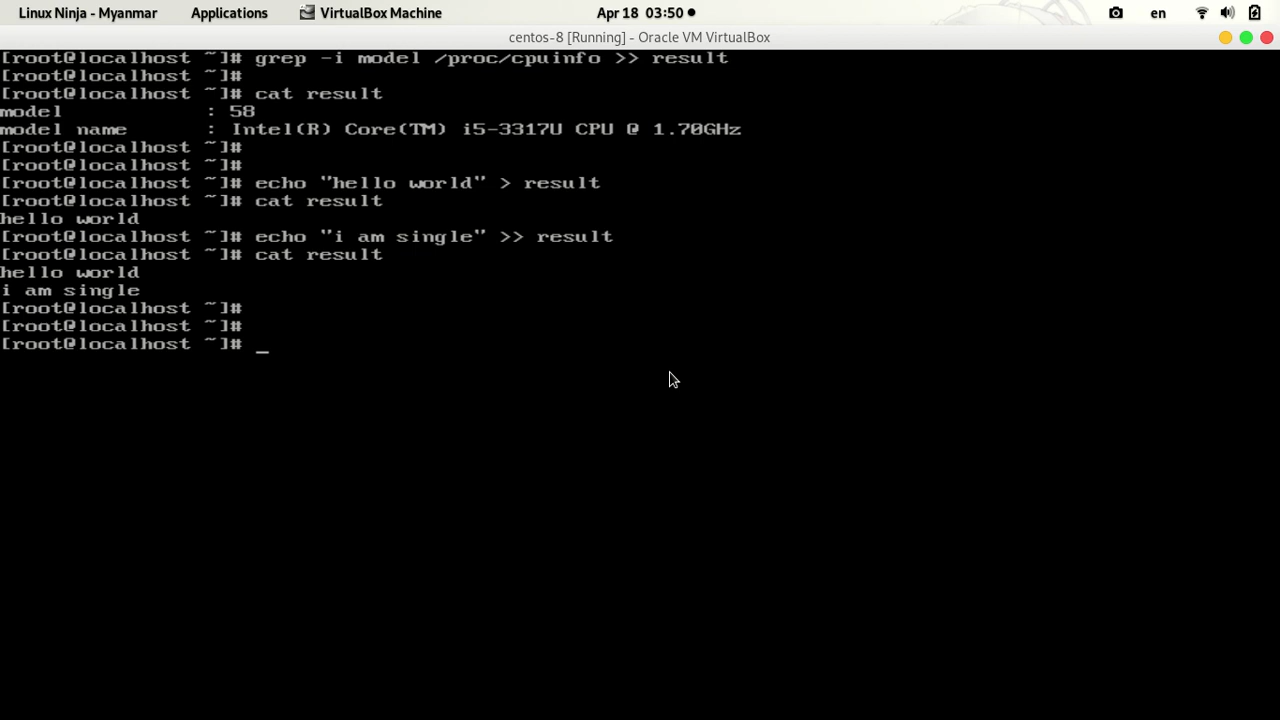 Linux Ninja - Myanmar Applications VirtualBox Machine Apr 18 03:50 en
centos-8 [Running] - Oracle VM VirtualBox
[root@localhost ~]# grep -i model /proc/cpuinfo >> result
[root@localhost ~]#
[root@localhost ~]# cat result
model : 58
model name : Intel(R) Core(TM) i5-3317U CPU @ 1.70GHz
[root@localhost ~]#
[root@localhost ~]#
[root@localhost ~]# echo "hello world" > result
[root@localhost ~]# cat result
hello world
[root@localhost ~]# echo "i am single" >> result
[root@localhost ~]# cat result
hello world
i am single
[root@localhost ~]#
[root@localhost ~]#
[root@localhost ~]# _